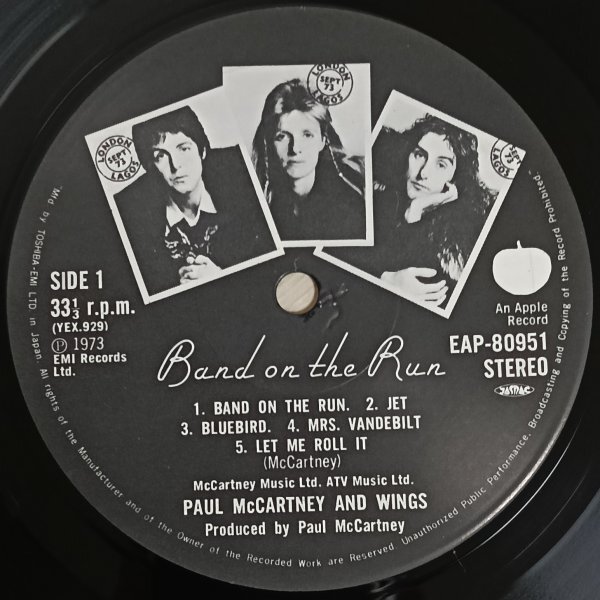 LONDON
SEPT
73
LAGOS
LONDON
SEPT
73
LAGOS
SEPT
73
SIDE 1
33⅓ r.p.m.
(YEX.929)
Ⓟ 1973
EMI Records
Ltd.
An Apple
Record
EAP-80951
STEREO
JASRAC
Band on the Run
1. BAND ON THE RUN. 2. JET
3. BLUEBIRD. 4. MRS. VANDEBILT
5. LET ME ROLL IT
(McCartney)
McCartney Music Ltd. ATV Music Ltd.
PAUL McCARTNEY AND WINGS
Produced by Paul McCartney
Mfd by TOSHIBA-EMI LTD. in Japan. All rights of the Manufacturer and of the Owner of the Recorded Work are Reserved. Unauthorized Public Performance, Broadcasting and Copying of the Record Prohibited.